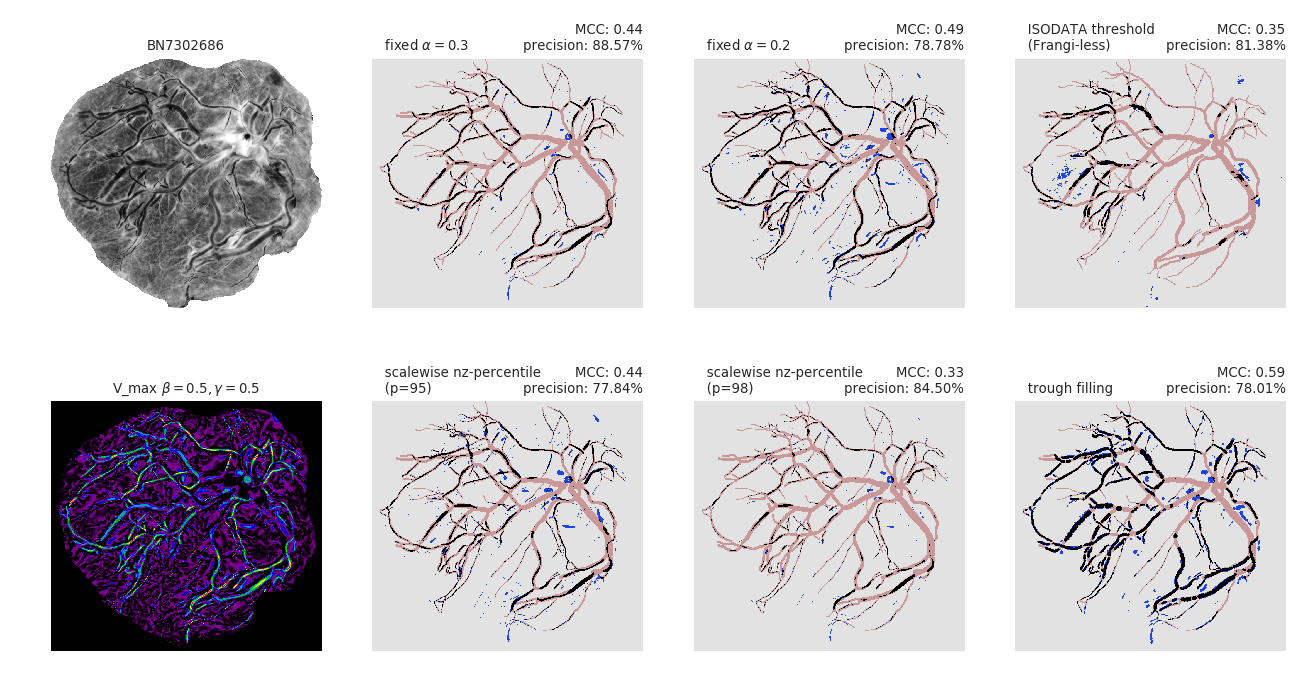 BN7302686
fixed α = 0.3
MCC: 0.44
precision: 88.57%
fixed α = 0.2
MCC: 0.49
precision: 78.78%
ISODATA threshold
(Frangi-less)
MCC: 0.35
precision: 81.38%
V_max β = 0.5, γ = 0.5
scalewise nz-percentile
(p=95)
MCC: 0.44
precision: 77.84%
scalewise nz-percentile
(p=98)
MCC: 0.33
precision: 84.50%
trough filling
MCC: 0.59
precision: 78.01%